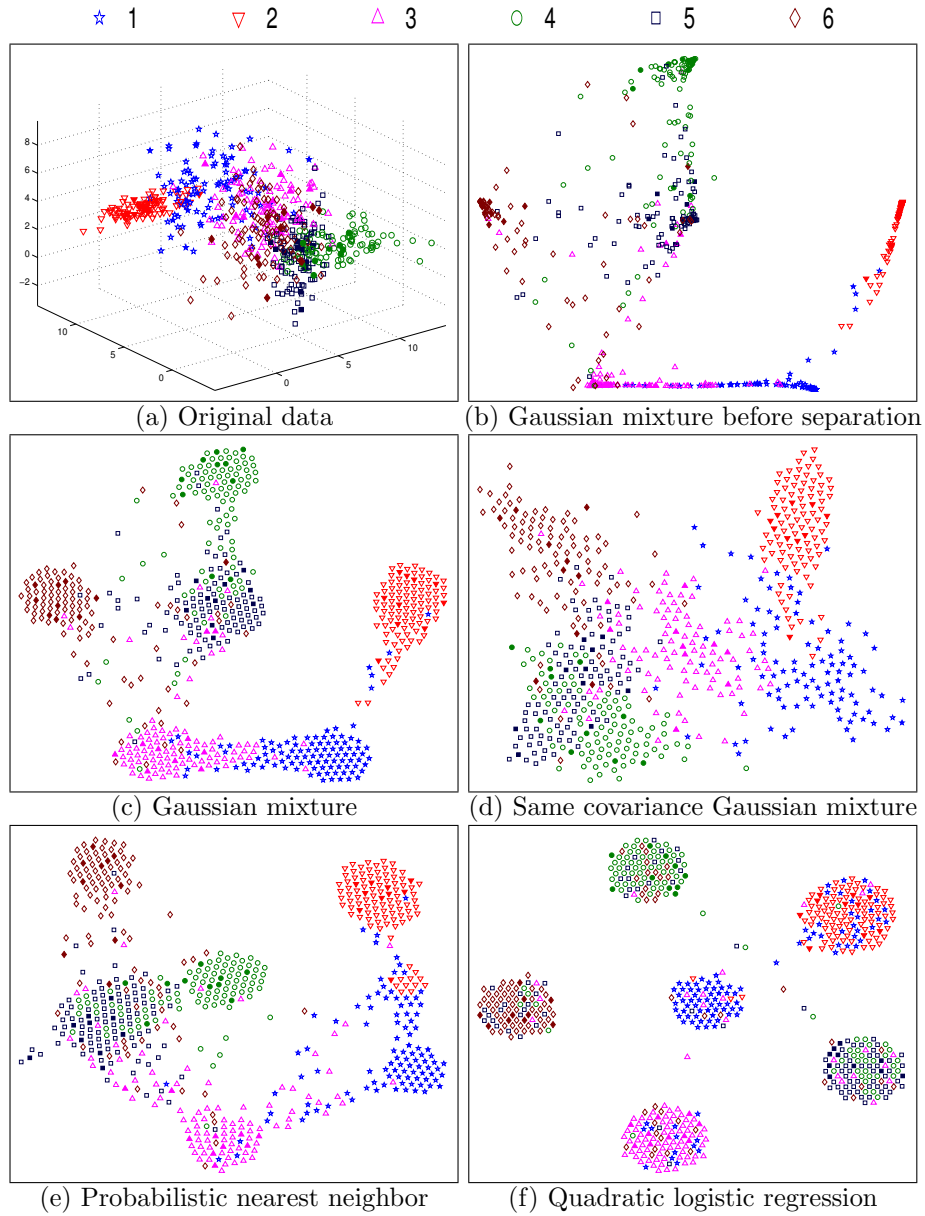 1 2 3 4 5 6
8
6
4
2
0
−2
10
5
0
0
5
10
(a) Original data
(b) Gaussian mixture before separation
(c) Gaussian mixture
(d) Same covariance Gaussian mixture
(e) Probabilistic nearest neighbor
(f) Quadratic logistic regression